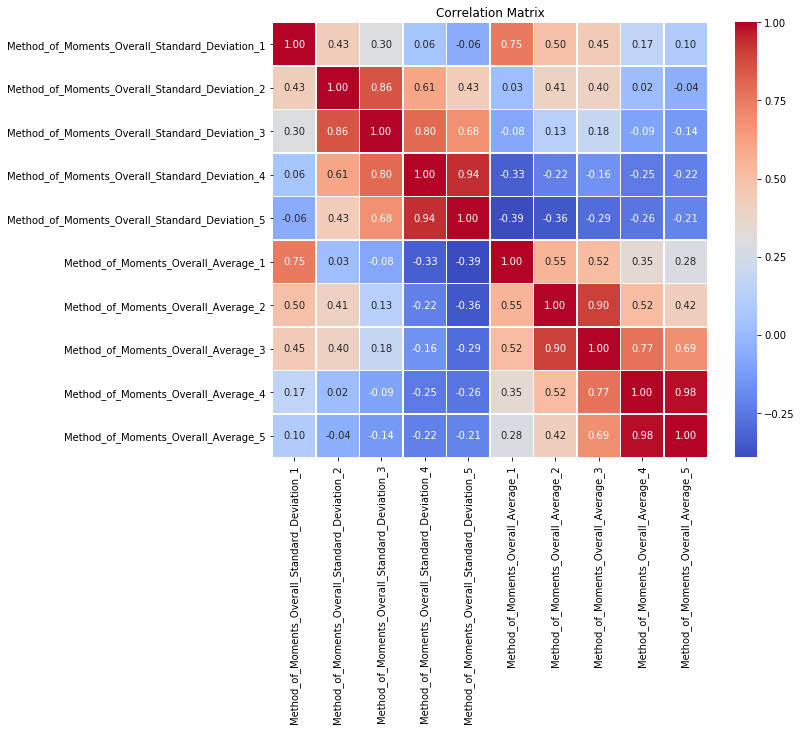 Correlation Matrix
Method_of_Moments_Overall_Standard_Deviation_1 1.00 0.43 0.30 0.06 -0.06 0.75 0.50 0.45 0.17 0.10
Method_of_Moments_Overall_Standard_Deviation_2 0.43 1.00 0.86 0.61 0.43 0.03 0.41 0.40 0.02 -0.04
Method_of_Moments_Overall_Standard_Deviation_3 0.30 0.86 1.00 0.80 0.68 -0.08 0.13 0.18 -0.09 -0.14
Method_of_Moments_Overall_Standard_Deviation_4 0.06 0.61 0.80 1.00 0.94 -0.33 -0.22 -0.16 -0.25 -0.22
Method_of_Moments_Overall_Standard_Deviation_5 -0.06 0.43 0.68 0.94 1.00 -0.39 -0.36 -0.29 -0.26 -0.21
Method_of_Moments_Overall_Average_1 0.75 0.03 -0.08 -0.33 -0.39 1.00 0.55 0.52 0.35 0.28
Method_of_Moments_Overall_Average_2 0.50 0.41 0.13 -0.22 -0.36 0.55 1.00 0.90 0.52 0.42
Method_of_Moments_Overall_Average_3 0.45 0.40 0.18 -0.16 -0.29 0.52 0.90 1.00 0.77 0.69
Method_of_Moments_Overall_Average_4 0.17 0.02 -0.09 -0.25 -0.26 0.35 0.52 0.77 1.00 0.98
Method_of_Moments_Overall_Average_5 0.10 -0.04 -0.14 -0.22 -0.21 0.28 0.42 0.69 0.98 1.00
Method_of_Moments_Overall_Standard_Deviation_1
Method_of_Moments_Overall_Standard_Deviation_2
Method_of_Moments_Overall_Standard_Deviation_3
Method_of_Moments_Overall_Standard_Deviation_4
Method_of_Moments_Overall_Standard_Deviation_5
Method_of_Moments_Overall_Average_1
Method_of_Moments_Overall_Average_2
Method_of_Moments_Overall_Average_3
Method_of_Moments_Overall_Average_4
Method_of_Moments_Overall_Average_5
1.00
0.75
0.50
0.25
0.00
−0.25